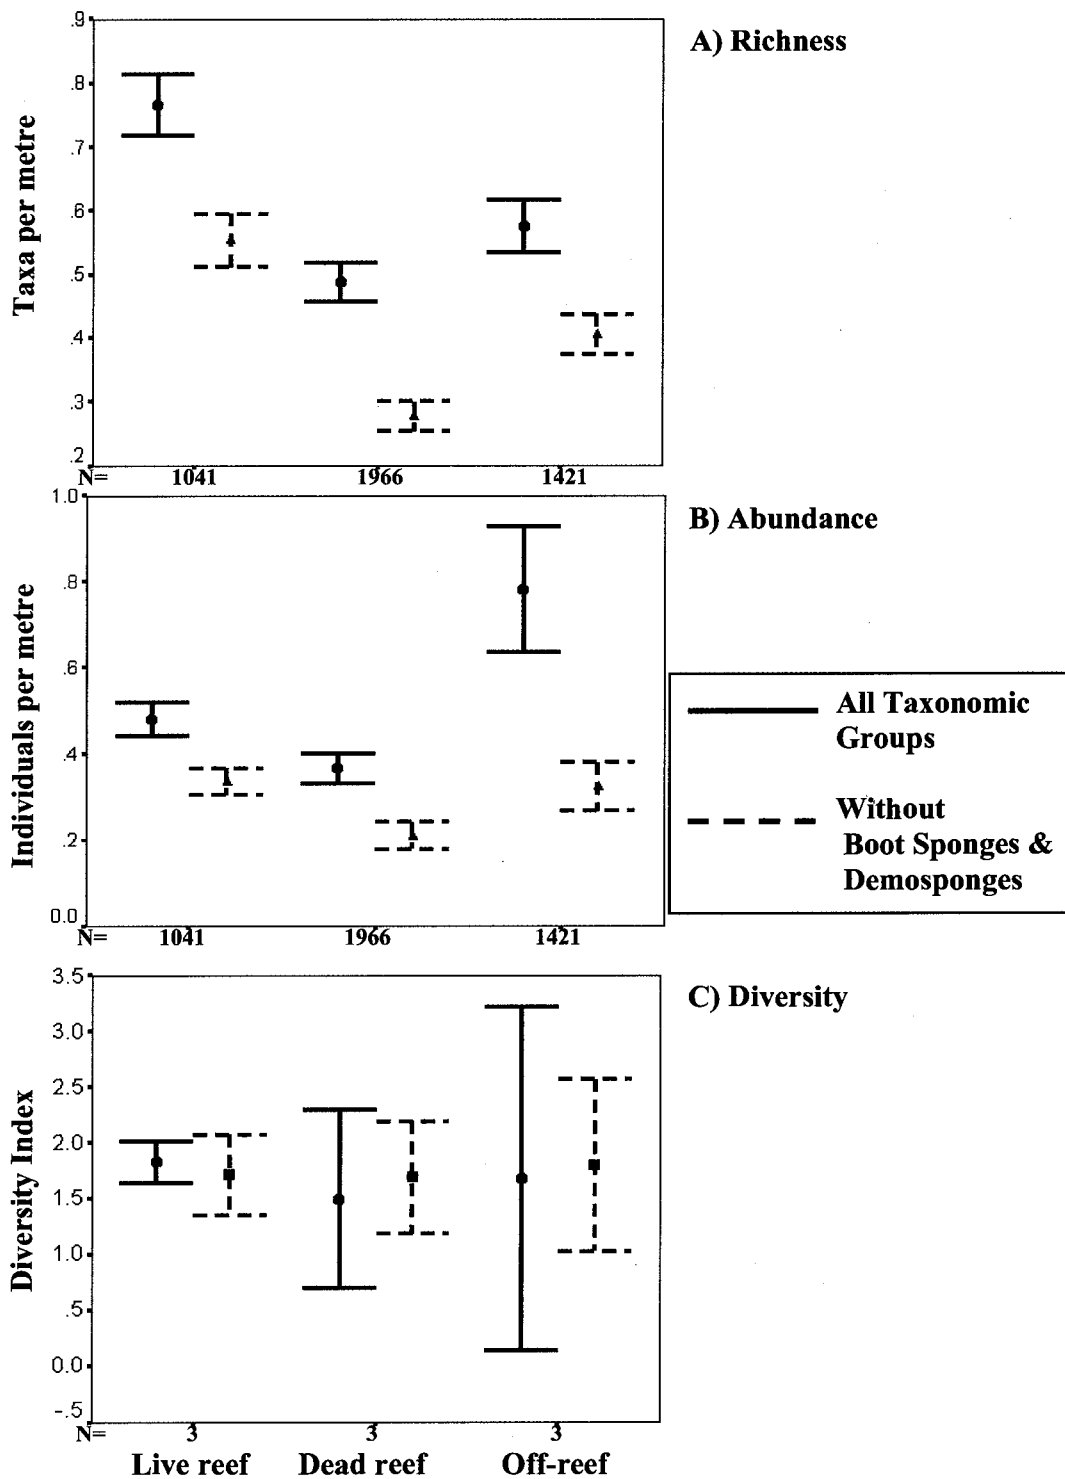 A) Richness
Taxa per metre
.9
.8
.7
.6
.5
.4
.3
.2
N= 1041 1966 1421
B) Abundance
Individuals per metre
1.0
.8
.6
.4
.2
0.0
N= 1041 1966 1421
All Taxonomic
Groups
Without
Boot Sponges &
Demosponges
C) Diversity
Diversity Index
3.5
3.0
2.5
2.0
1.5
1.0
.5
0.0
-.5
N= 3 3 3
Live reef Dead reef Off-reef